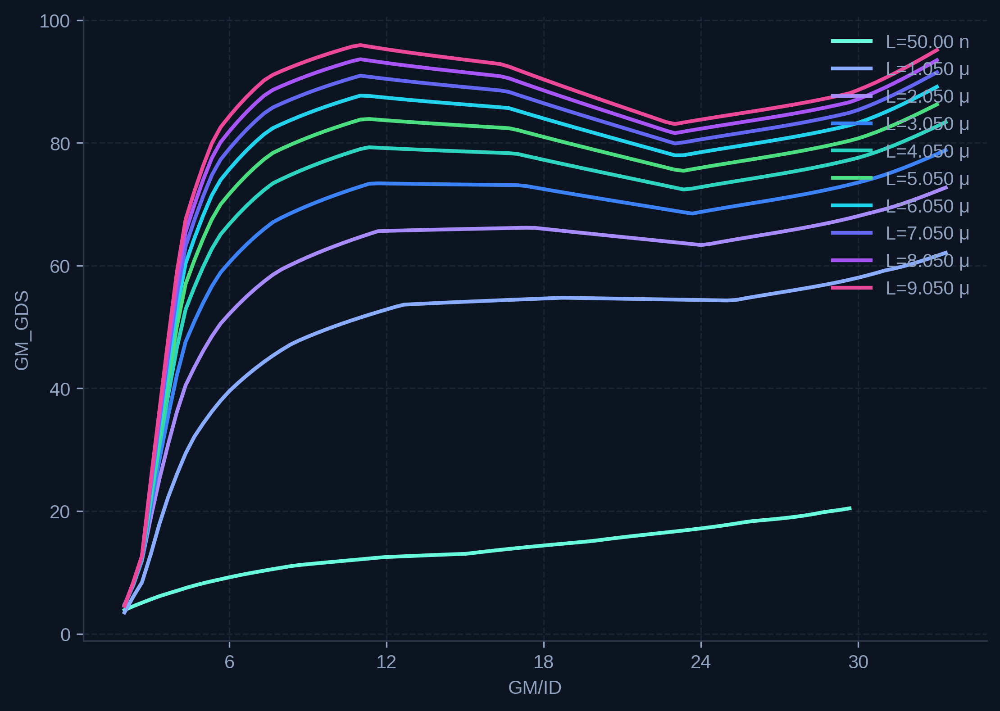 100
80
60
40
20
0
GM_GDS
6 12 18 24 30
GM/ID
L=50.00 n
L=1.050 µ
L=2.050 µ
L=3.050 µ
L=4.050 µ
L=5.050 µ
L=6.050 µ
L=7.050 µ
L=8.050 µ
L=9.050 µ